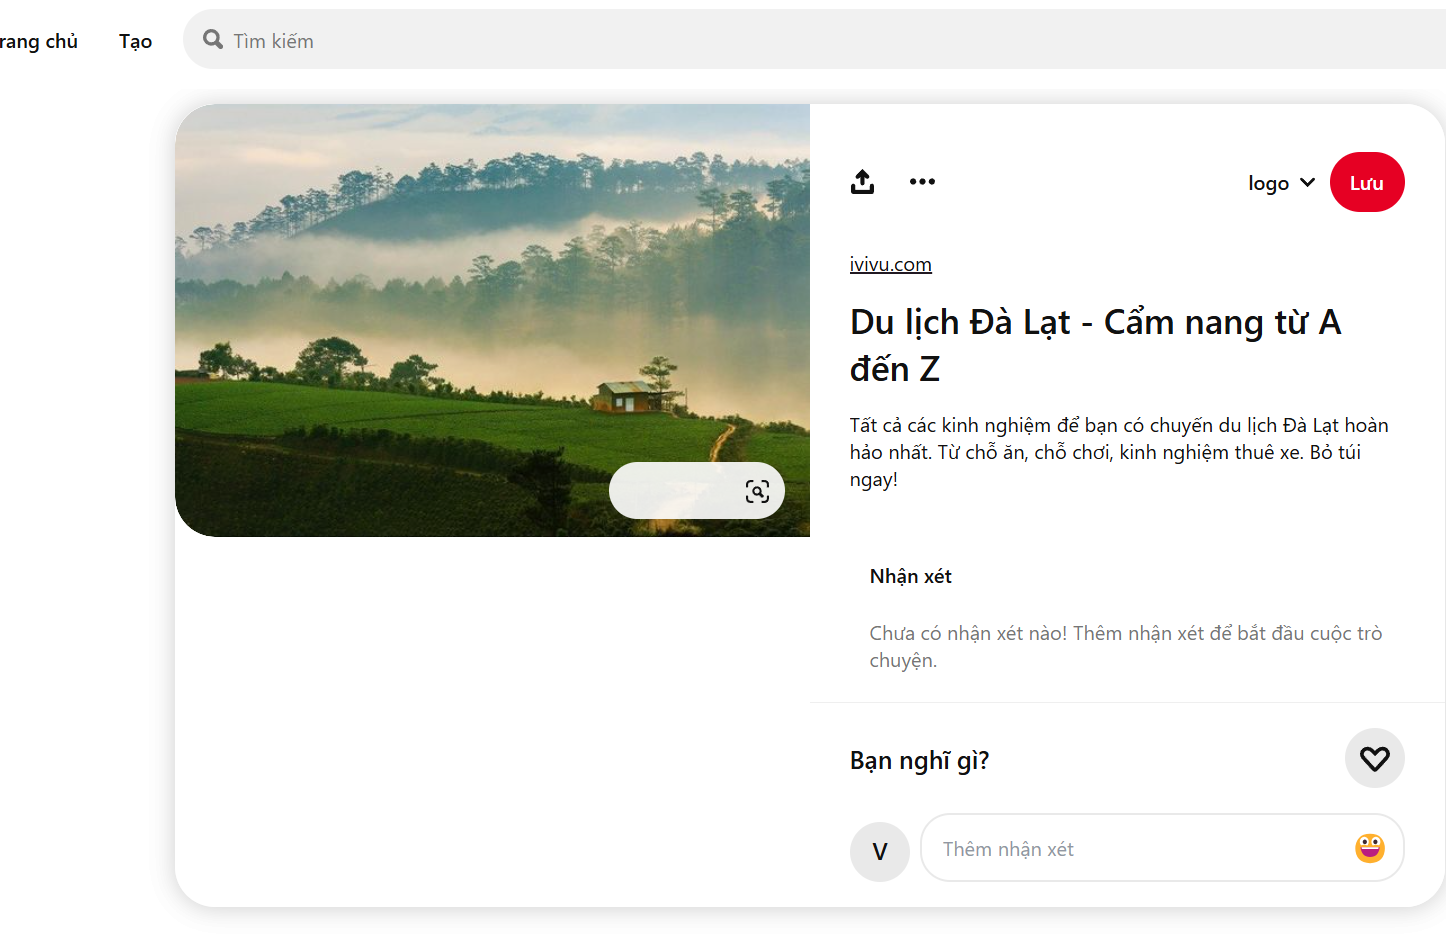 Tạo
Tìm kiếm
logo
Lưu
ivivu.com
Du lịch Đà Lạt - Cẩm nang từ A
đến Z
Tất cả các kinh nghiệm để bạn có chuyến du lịch Đà Lạt hoàn
hảo nhất. Từ chỗ ăn, chỗ chơi, kinh nghiệm thuê xe. Bỏ túi
ngay!
Nhận xét
Chưa có nhận xét nào! Thêm nhận xét để bắt đầu cuộc trò
chuyện.
Bạn nghĩ gì?
V
Thêm nhận xét